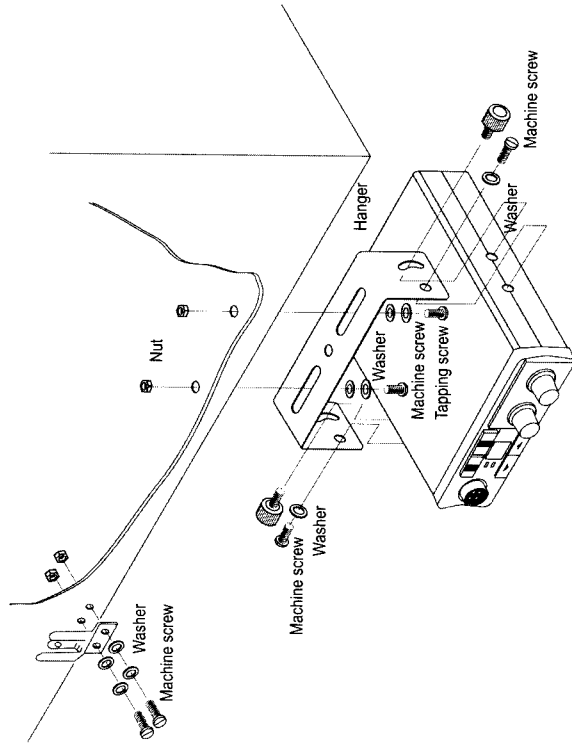 Nut
Washer
Machine screw
Hanger
Washer
Machine screw
Tapping screw
Machine screw
Washer
Washer
Machine screw